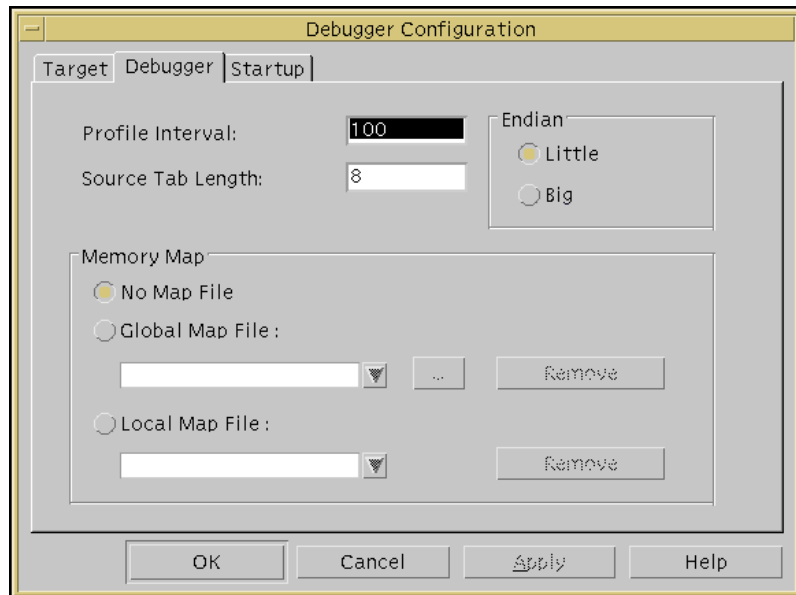 Debugger Configuration
Target Debugger Startup
Profile Interval: 100
Source Tab Length: 8
Endian
Little
Big
Memory Map
No Map File
Global Map File :
... Remove
Local Map File :
Remove
OK Cancel Apply Help